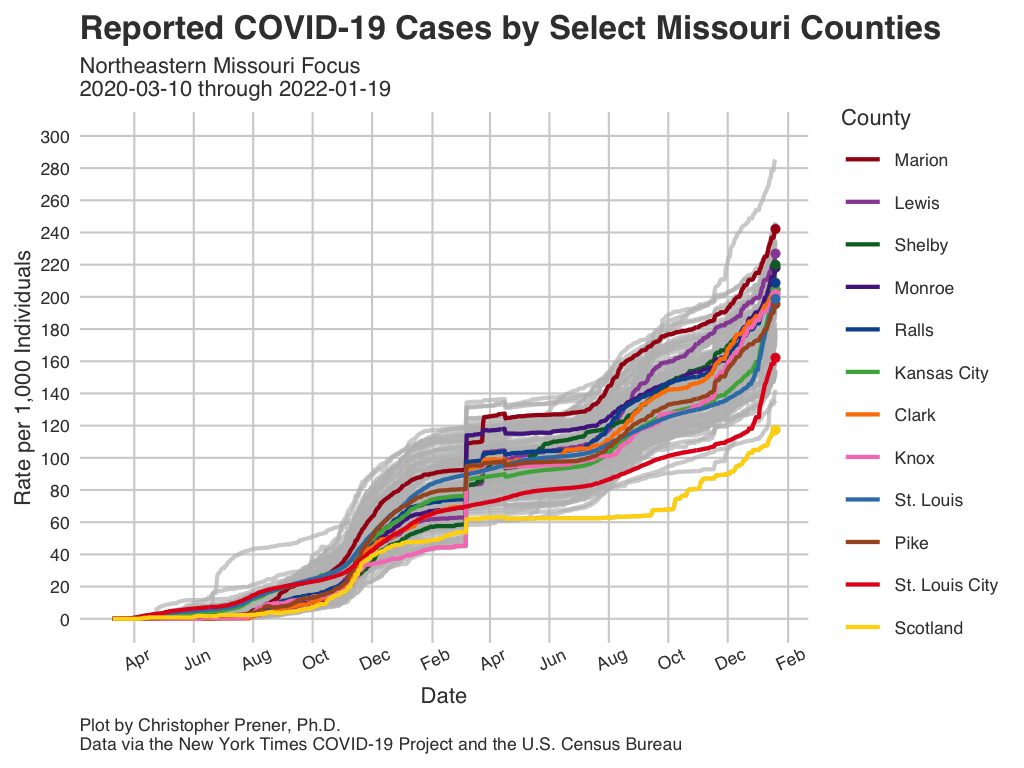 Reported COVID-19 Cases by Select Missouri Counties
Northeastern Missouri Focus
2020-03-10 through 2022-01-19
County
Marion
Lewis
Shelby
Monroe
Ralls
Kansas City
Clark
Knox
St. Louis
Pike
St. Louis City
Scotland
Rate per 1,000 Individuals
300
280
260
240
220
200
180
160
140
120
100
80
60
40
20
0
Apr Jun Aug Oct Dec Feb Apr Jun Aug Oct Dec Feb
Date
Plot by Christopher Prener, Ph.D.
Data via the New York Times COVID-19 Project and the U.S. Census Bureau